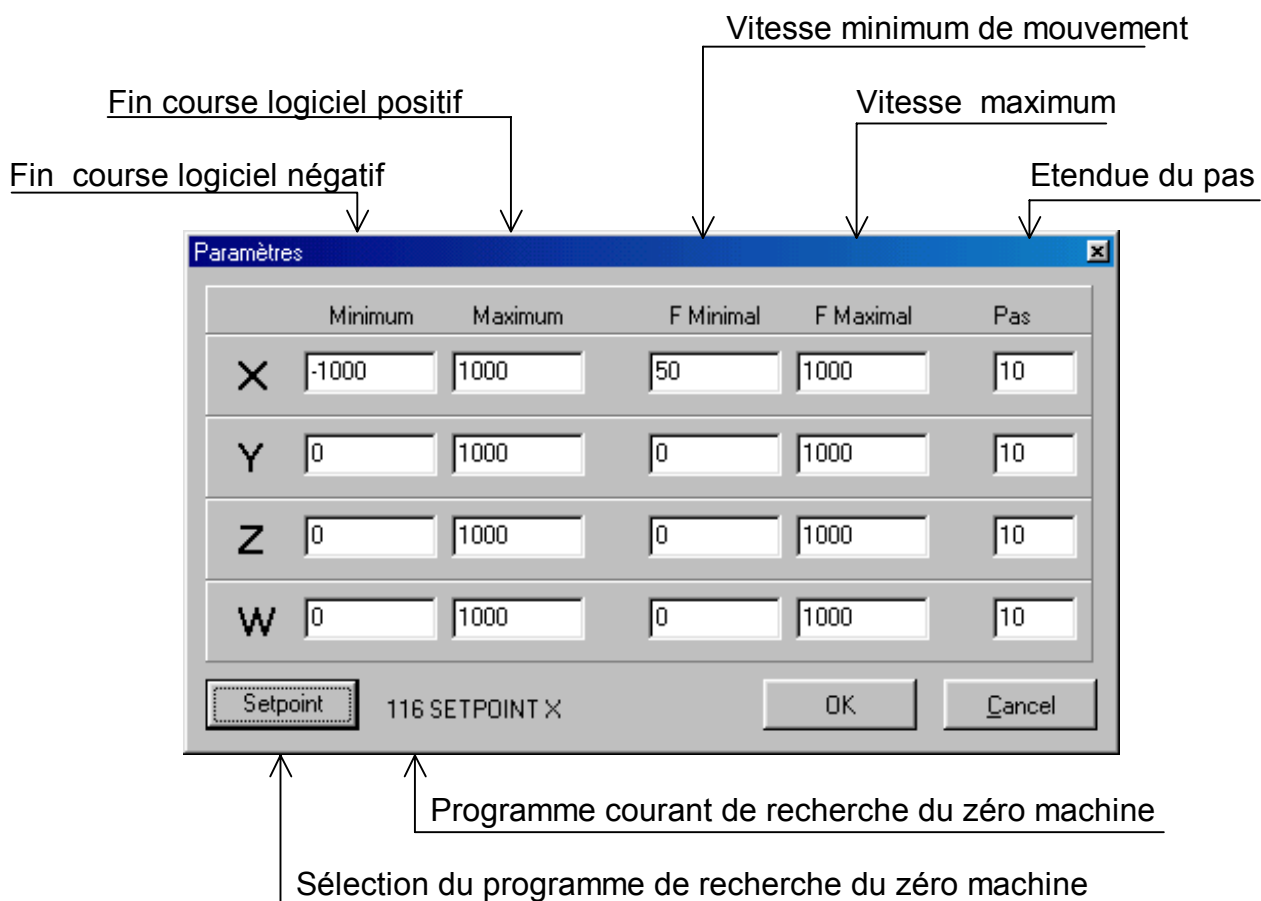 Vitesse minimum de mouvement
Fin course logiciel positif
Vitesse maximum
Fin course logiciel négatif
Etendue du pas
Paramètres
Minimum Maximum F Minimal F Maximal Pas
X -1000 1000 50 1000 10
Y 0 1000 0 1000 10
Z 0 1000 0 1000 10
W 0 1000 0 1000 10
Setpoint 116 SETPOINT X OK Cancel
Programme courant de recherche du zéro machine
Sélection du programme de recherche du zéro machine